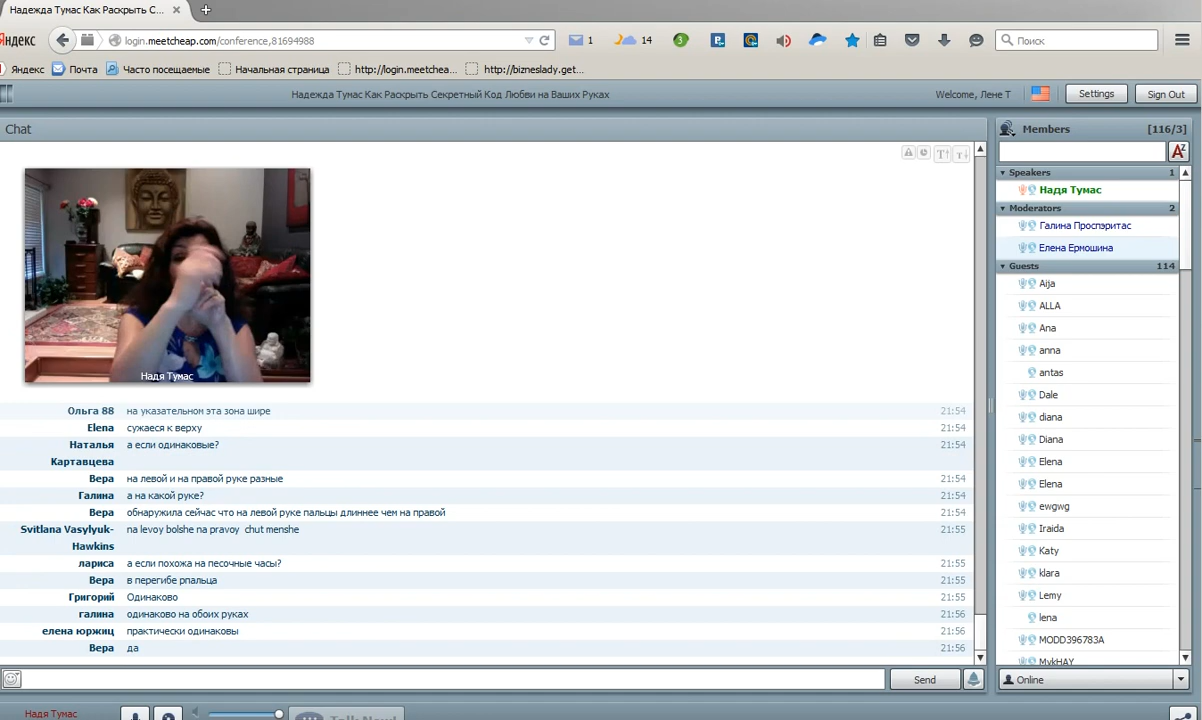 Надежда Тумас Как Раскрыть С...
Яндекс
login.meetcheap.com/conference,81694988
1
14
3
Поиск
Яндекс
Почта
Часто посещаемые
Начальная страница
http://login.meetchea...
http://bizneslady.get...
Надежда Тумас Как Раскрыть Секретный Код Любви на Ваших Руках
Welcome, Лене Т
Settings
Sign Out
Chat
Надя Тумас
Ольга 88 на указательном эта зона шире 21:54
Elena сужаеся к верху 21:54
Наталья а если одинаковые? 21:54
Картавцева
Вера на левой и на правой руке разные 21:54
Галина а на какой руке? 21:54
Вера обнаружила сейчас что на левой руке пальцы длиннее чем на правой 21:54
Svitlana Vasylyuk- na levoy bolshe na pravoy chut menshe 21:55
Hawkins
лариса а если похожа на песочные часы? 21:55
Вера в перегибе рпальца 21:55
Григорий Одинаково 21:55
галина одинаково на обоих руках 21:56
елена юржиц практически одинаковы 21:56
Вера да 21:56
Send
Надя Тумас
Talk Now!
Members [116/3]
Speakers 1
Надя Тумас
Moderators 2
Галина Проспэритас
Елена Ермошина
Guests 114
Aija
ALLA
Ana
anna
antas
Dale
diana
Diana
Elena
Elena
ewgwg
Iraida
Katy
klara
Lemy
lena
MODD396783A
MykHAY
Online